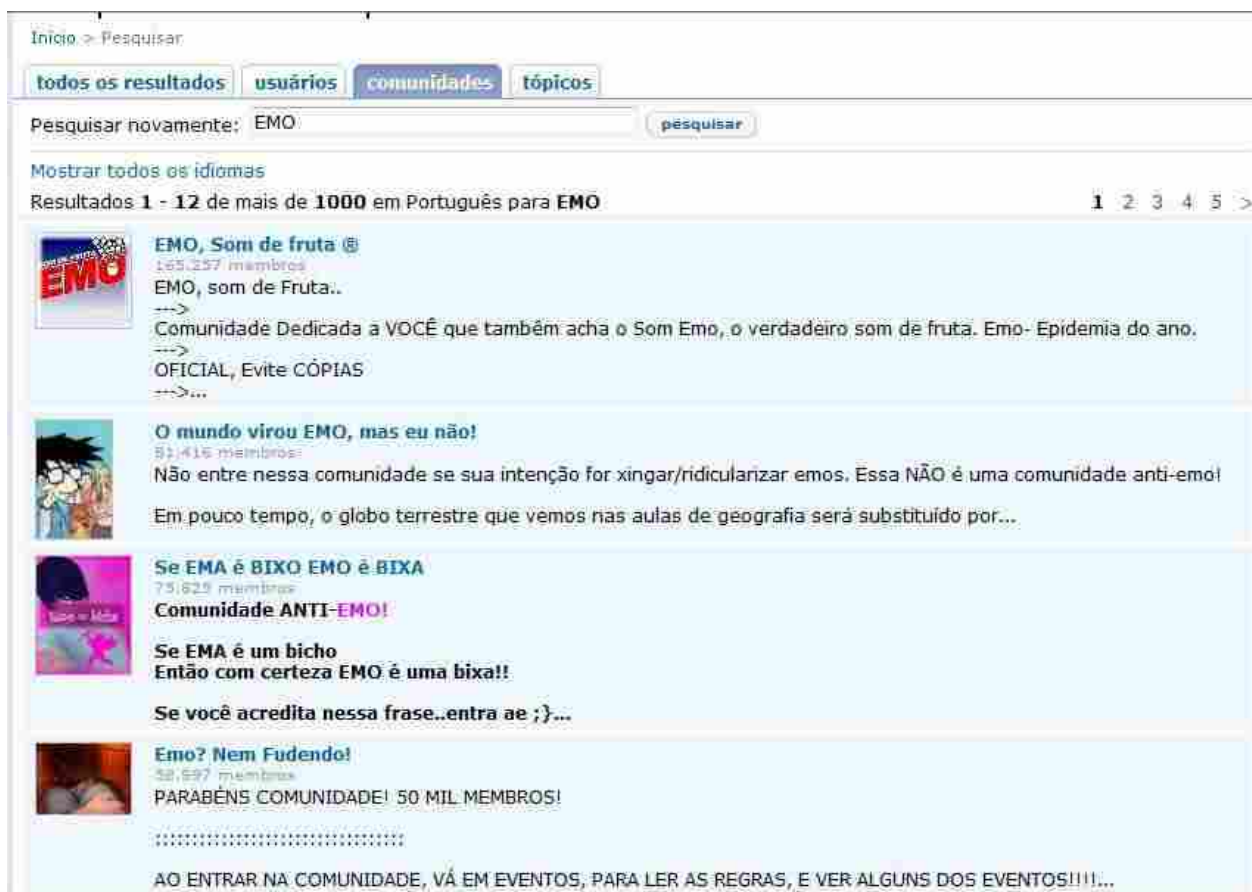 Início > Pesquisar
todos os resultados usuários comunidades tópicos
Pesquisar novamente: EMO pesquisar
Mostrar todos os idiomas
Resultados 1 - 12 de mais de 1000 em Português para EMO 1 2 3 4 5 >
EMO
EMO, Som de fruta ®
165.257 membros
EMO, som de Fruta..
--->
Comunidade Dedicada a VOCÊ que também acha o Som Emo, o verdadeiro som de fruta. Emo- Epidemia do ano.
--->
OFICIAL, Evite CÓPIAS
--->...
O mundo virou EMO, mas eu não!
81.416 membros
Não entre nessa comunidade se sua intenção for xingar/ridicularizar emos. Essa NÃO é uma comunidade anti-emo!
Em pouco tempo, o globo terrestre que vemos nas aulas de geografia será substituído por...
Se EMA é BIXO EMO é BIXA
membros
Comunidade ANTI-EMO!
Se EMA é um bicho
Então com certeza EMO é uma bixa!!
Se você acredita nessa frase..entra ae ;}...
Emo? Nem Fudendo!
membros
PARABÉNS COMUNIDADE! 50 MIL MEMBROS!
::::::::::::::::::::::::::::::::::
AO ENTRAR NA COMUNIDADE, VÁ EM EVENTOS, PARA LER AS REGRAS, E VER ALGUNS DOS EVENTOS!!!!...